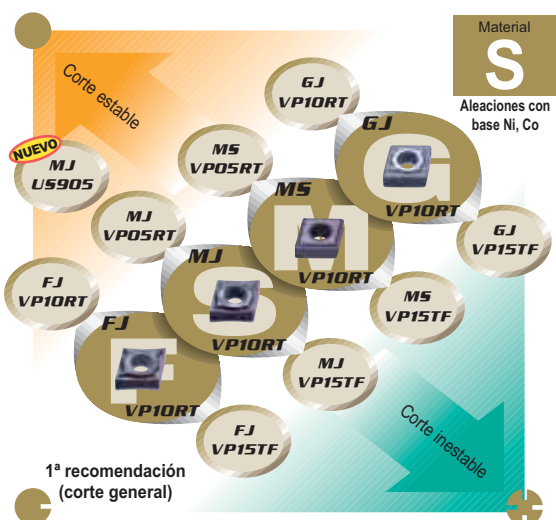 Material
S
Aleaciones con
base Ni, Co
Corte estable
GJ
VP10RT
GJ
G
VP10RT
NUEVO
MJ
US905
MS
VP05RT
MS
M
VP10RT
MJ
VP05RT
GJ
VP15TF
MJ
S
VP10RT
FJ
VP10RT
MS
VP15TF
FJ
F
VP10RT
MJ
VP15TF
FJ
VP15TF
Corte inestable
1ª recomendación
(corte general)